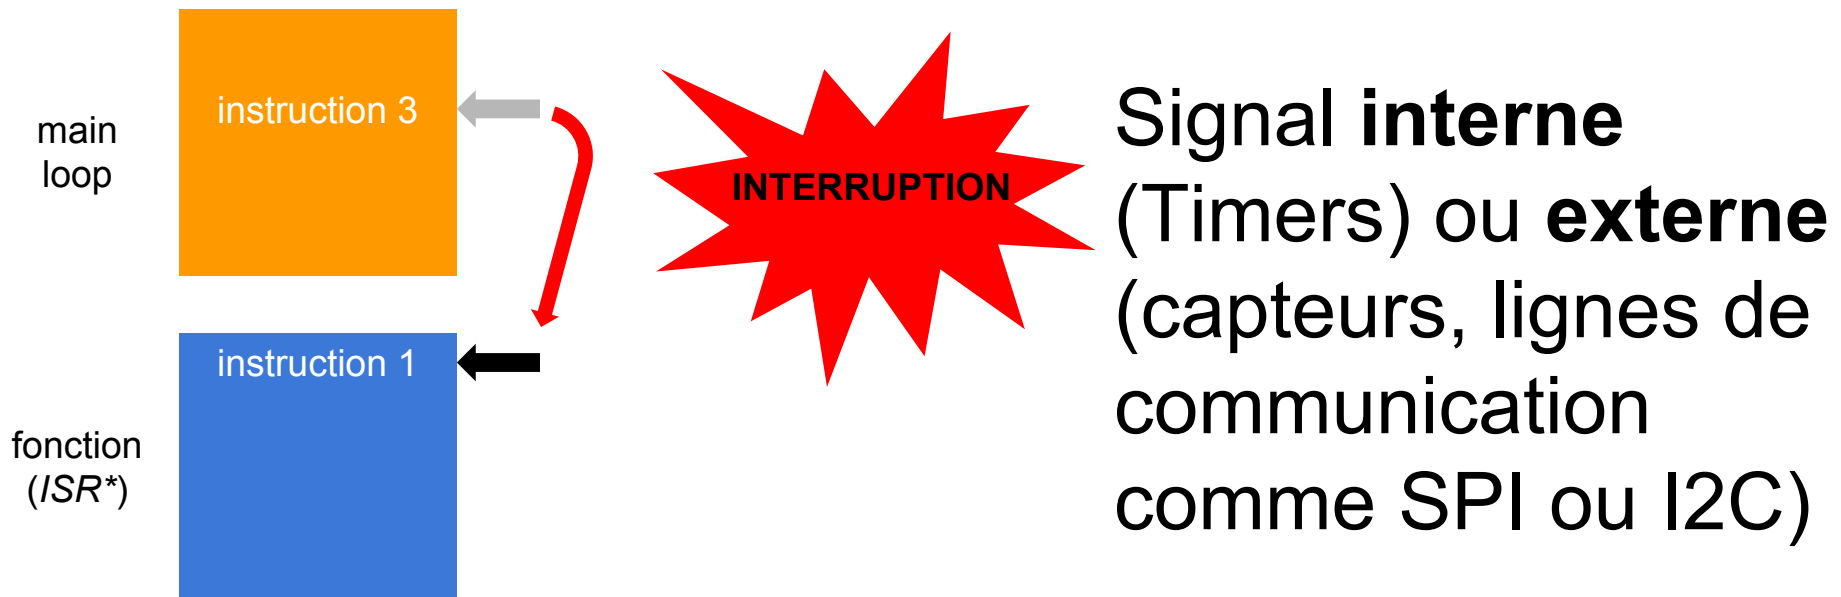 main
loop
instruction 3
fonction
(ISR*)
instruction 1
INTERRUPTION
Signal interne
(Timers) ou externe
(capteurs, lignes de
communication
comme SPI ou I2C)